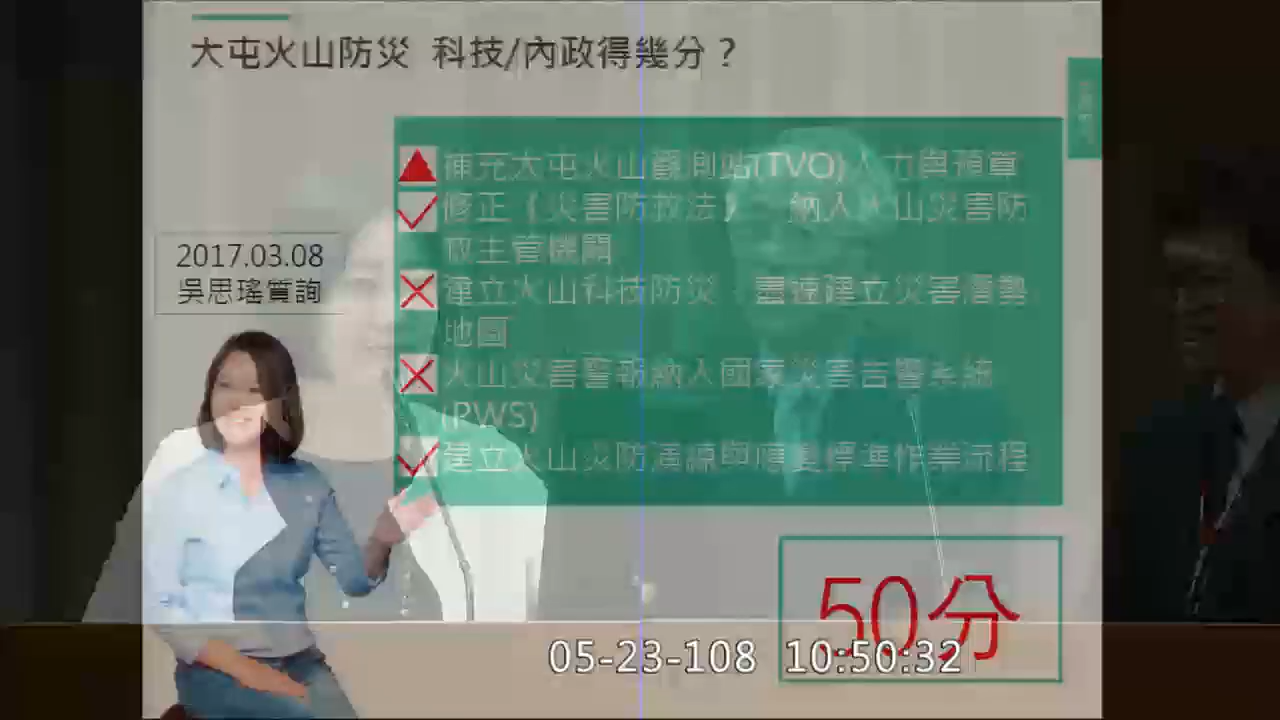 大屯火山防災 科技/內政得幾分？
補充大屯火山觀測站(TVO)人力與預算
修正《災害防救法》，納入火山災害防
救主管機關
2017.03.08
吳思瑤質詢
建立火山科技防災，盡速建立災害潛勢
地圖
火山災害警報納入國家災害告警系統
(PWS)
建立火山災防演練與應變標準作業流程
50分
05-23-108 10:50:32